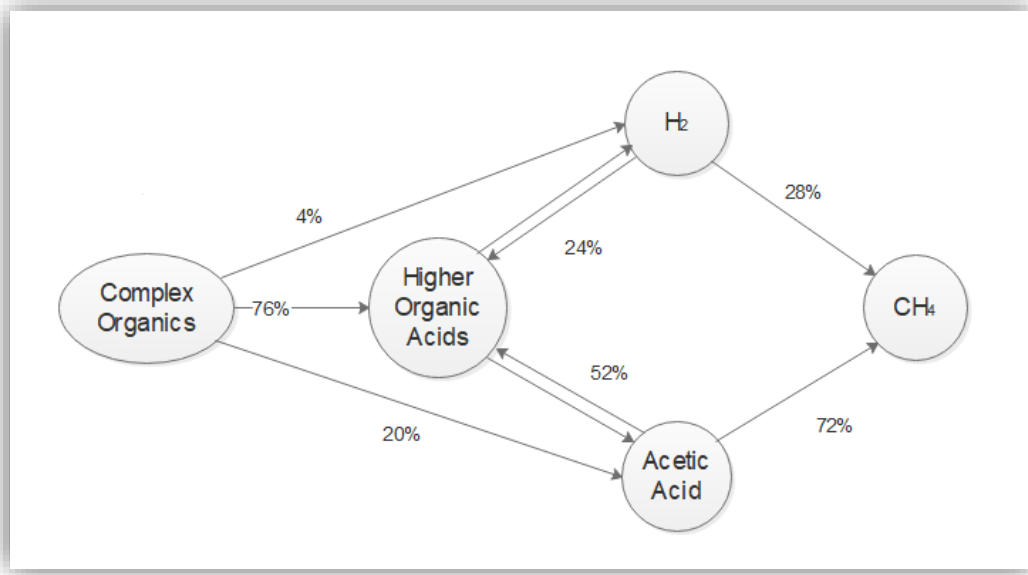 H₂
28%
4%
24%
Higher
Organic
Acids
Complex
Organics
76%
CH₄
52%
20%
72%
Acetic
Acid